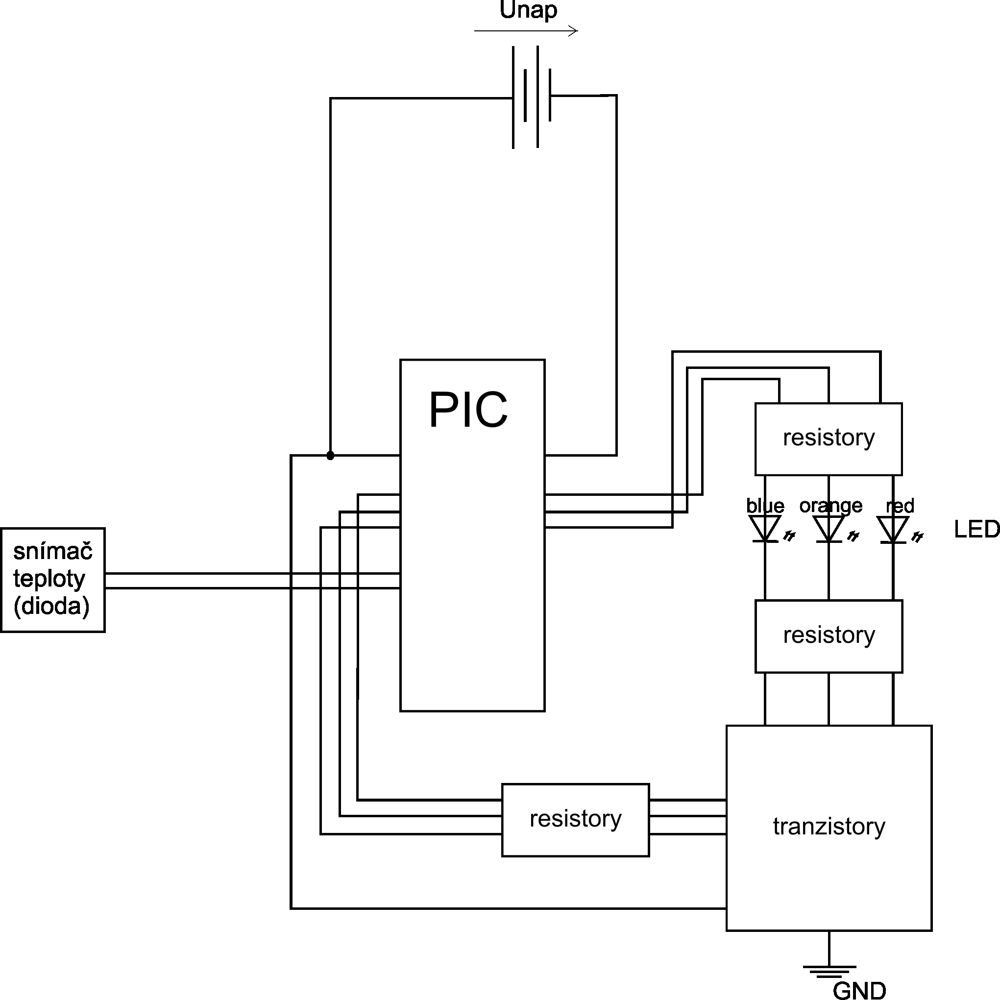 Unap
PIC
resistory
blue
orange
red
LED
snímač
teploty
(dioda)
resistory
resistory
tranzistory
GND